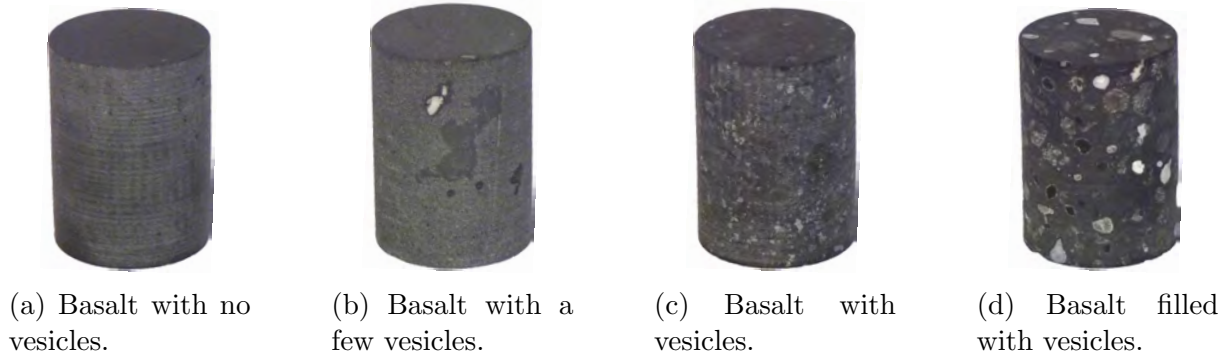 (a) Basalt with no
vesicles.
(b) Basalt with a
few vesicles.
(c) Basalt with
vesicles.
(d) Basalt filled
with vesicles.